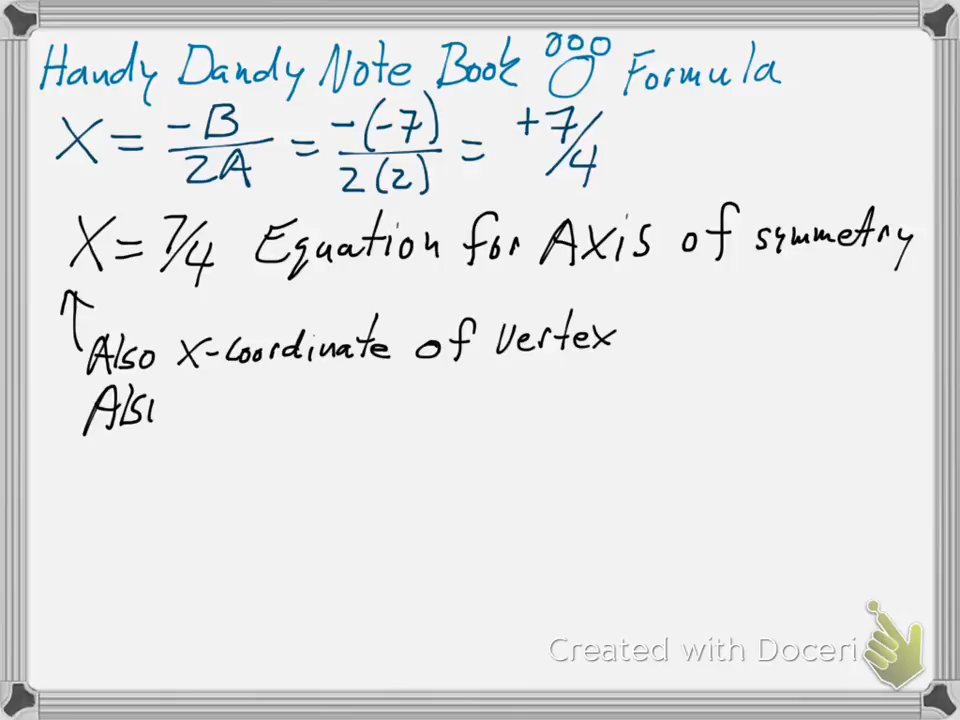 Handy Dandy Note Book Formula
X = -B/2A = -(-7)/2(2) = +7/4
X = 7/4 Equation for Axis of symmetry
Also x-coordinate of vertex
Als
Created with Doceri